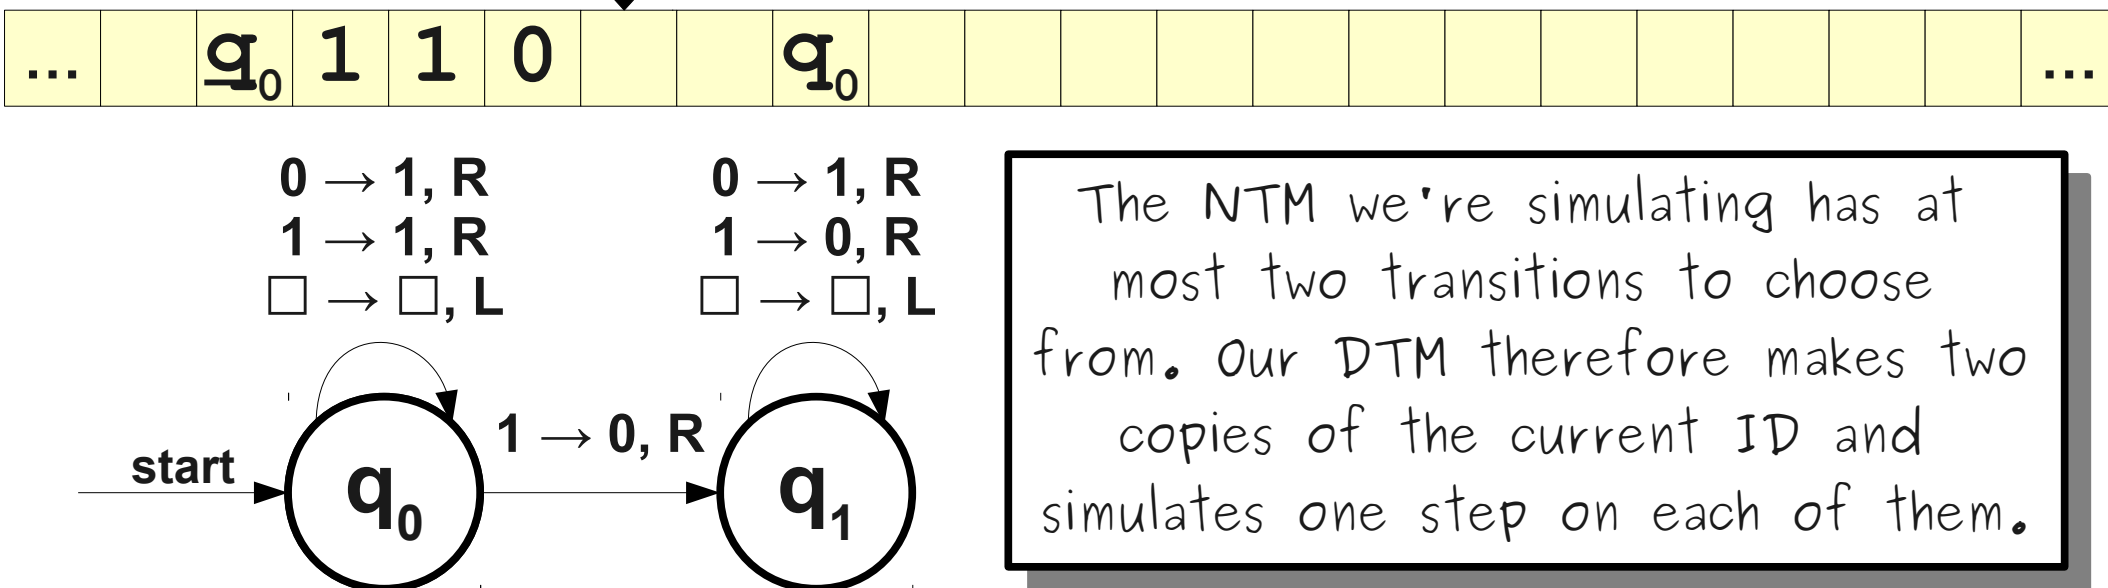 ... q₀ 1 1 0 q₀ ...
0 → 1, R
1 → 1, R
□ → □, L
0 → 1, R
1 → 0, R
□ → □, L
1 → 0, R
start
q₀
q₁
The NTM we're simulating has at
most two transitions to choose
from. Our DTM therefore makes two
copies of the current ID and
simulates one step on each of them.